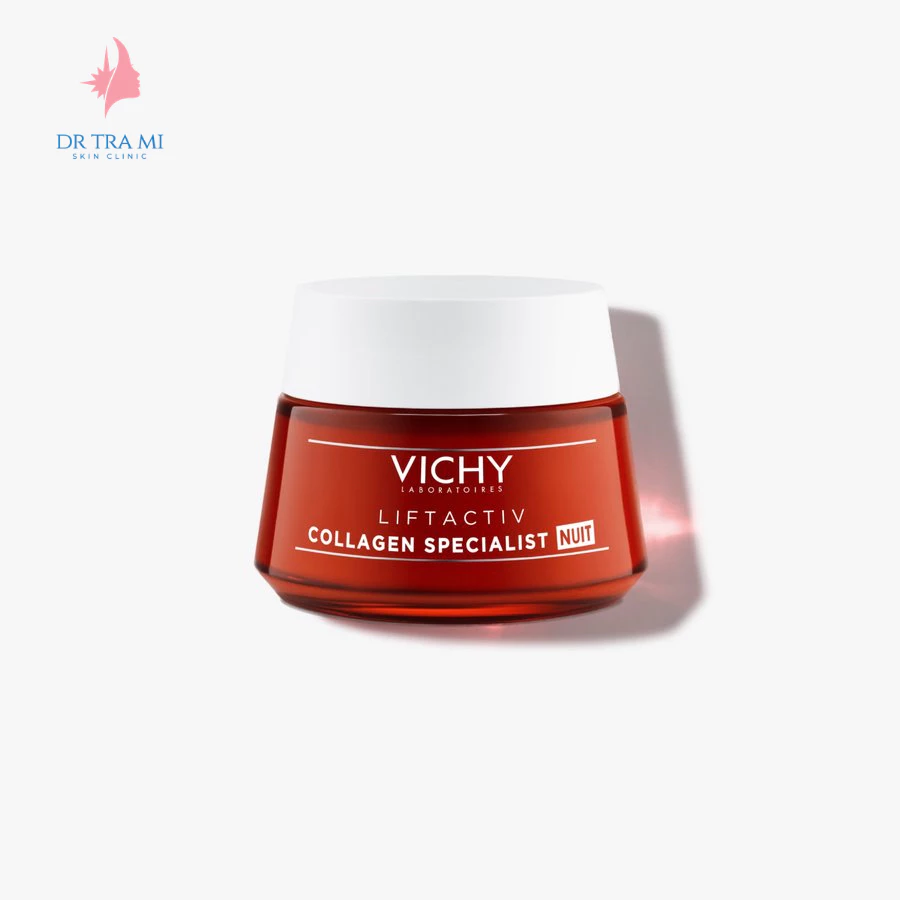 DR TRA MI
SKIN CLINIC
VICHY
LABORATOIRES
LIFTACTIV
COLLAGEN SPECIALIST NUIT